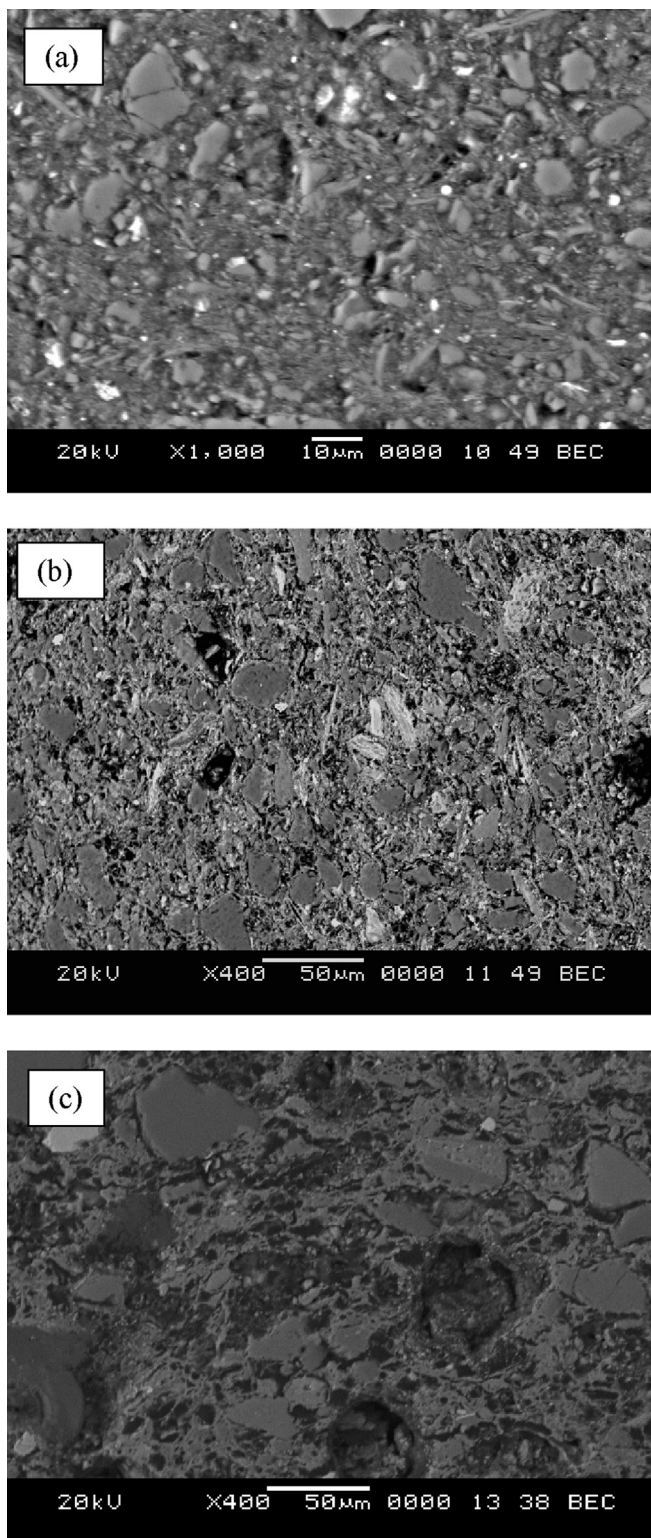 (a)
20kV X1,000 10µm 0000 10 49 BEC
(b)
20kV X400 50µm 0000 11 49 BEC
(c)
20kV X400 50µm 0000 13 38 BEC